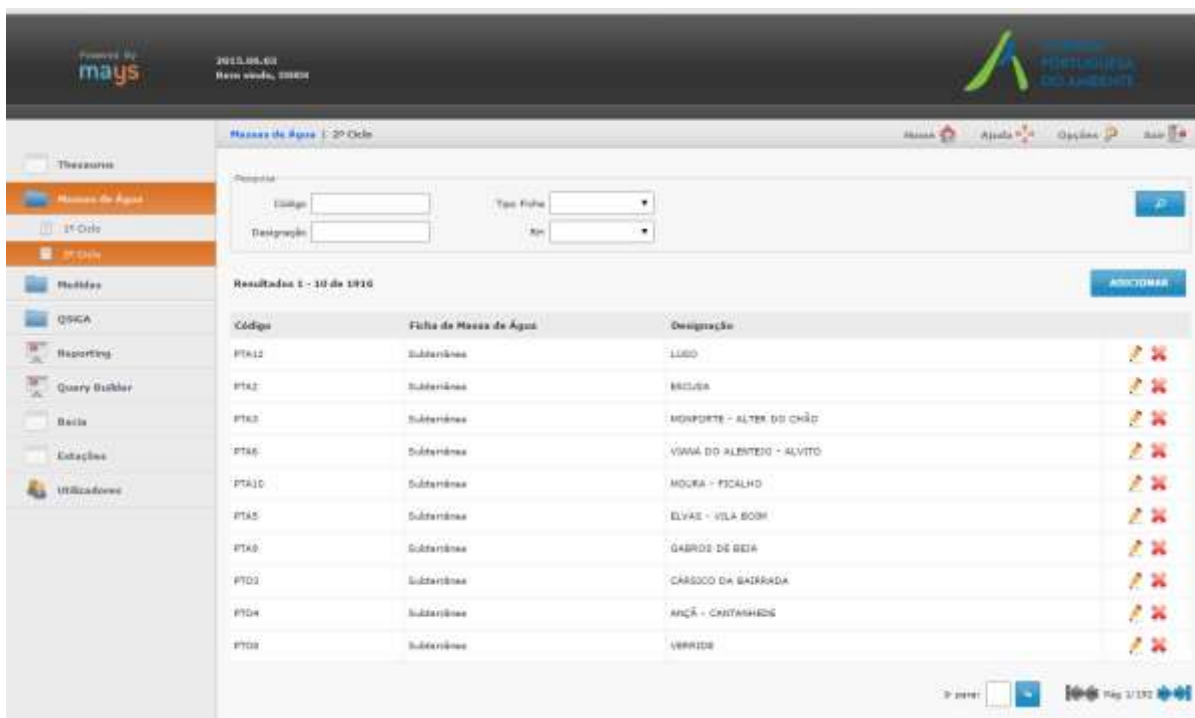 Powered By
mays
2015.06.03
Bem vindo,
AGÊNCIA
PORTUGUESA
DO AMBIENTE
Massas de Água | 2º Ciclo
Home
Ajuda
Opções
Sair
Thesaurus
Massas de Água
1º Ciclo
2º Ciclo
Medidas
QSiGA
Reporting
Query Builder
Bacia
Estações
Utilizadores
Pesquisa
Código
Tipo Ficha
Designação
RH
Resultados 1 - 10 de 1916
ADICIONAR
Código Ficha de Massa de Água Designação
PTA12 Subterrânea LUSO
PTA2 Subterrânea ESCUSA
PTA3 Subterrânea MONFORTE - ALTER DO CHÃO
PTA6 Subterrânea VIANA DO ALENTEJO - ALVITO
PTA10 Subterrânea MOURA - FICALHO
PTA5 Subterrânea ELVAS - VILA BOIM
PTA9 Subterrânea GABROS DE BEJA
PTO3 Subterrânea CÁRSICO DA BAIRRADA
PTO4 Subterrânea ANÇÃ - CANTANHEDE
PTO8 Subterrânea VERRIDE
Ir para:
Pág 1/192